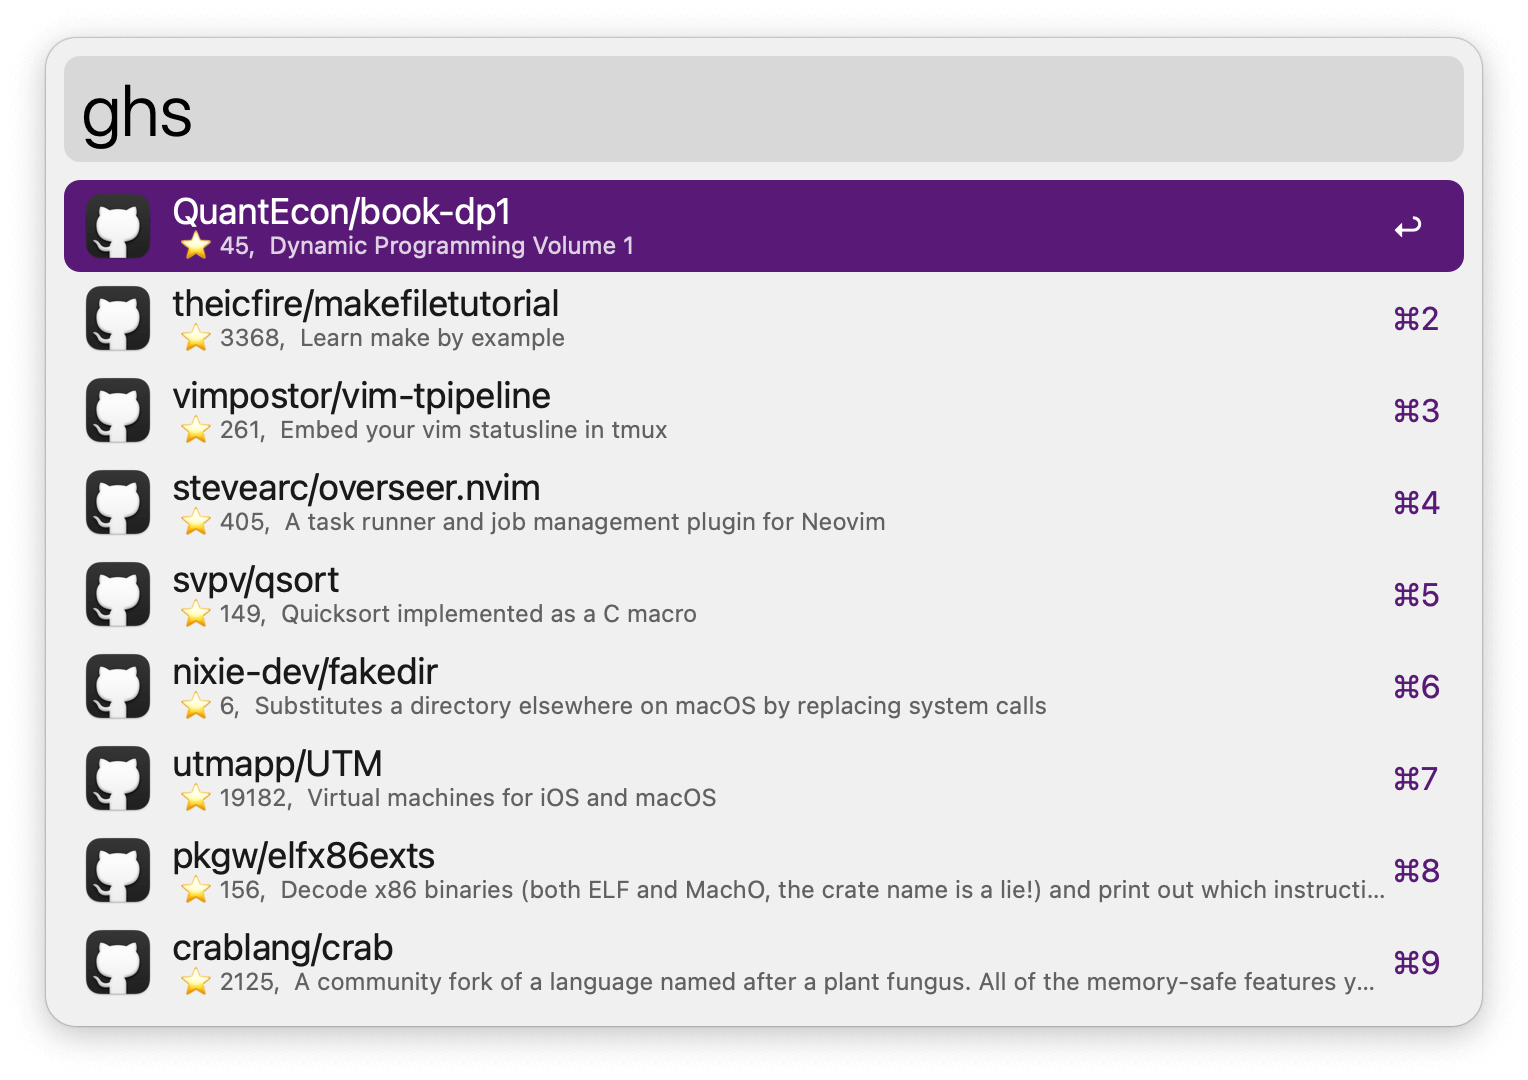 ghs
QuantEcon/book-dp1
⭐ 45, Dynamic Programming Volume 1
↩
theicfire/makefiletutorial
⭐ 3368, Learn make by example
⌘2
vimpostor/vim-tpipeline
⭐ 261, Embed your vim statusline in tmux
⌘3
stevearc/overseer.nvim
⭐ 405, A task runner and job management plugin for Neovim
⌘4
svpv/qsort
⭐ 149, Quicksort implemented as a C macro
⌘5
nixie-dev/fakedir
⭐ 6, Substitutes a directory elsewhere on macOS by replacing system calls
⌘6
utmapp/UTM
⭐ 19182, Virtual machines for iOS and macOS
⌘7
pkgw/elfx86exts
⭐ 156, Decode x86 binaries (both ELF and MachO, the crate name is a lie!) and print out which instructi...
⌘8
crablang/crab
⭐ 2125, A community fork of a language named after a plant fungus. All of the memory-safe features y...
⌘9